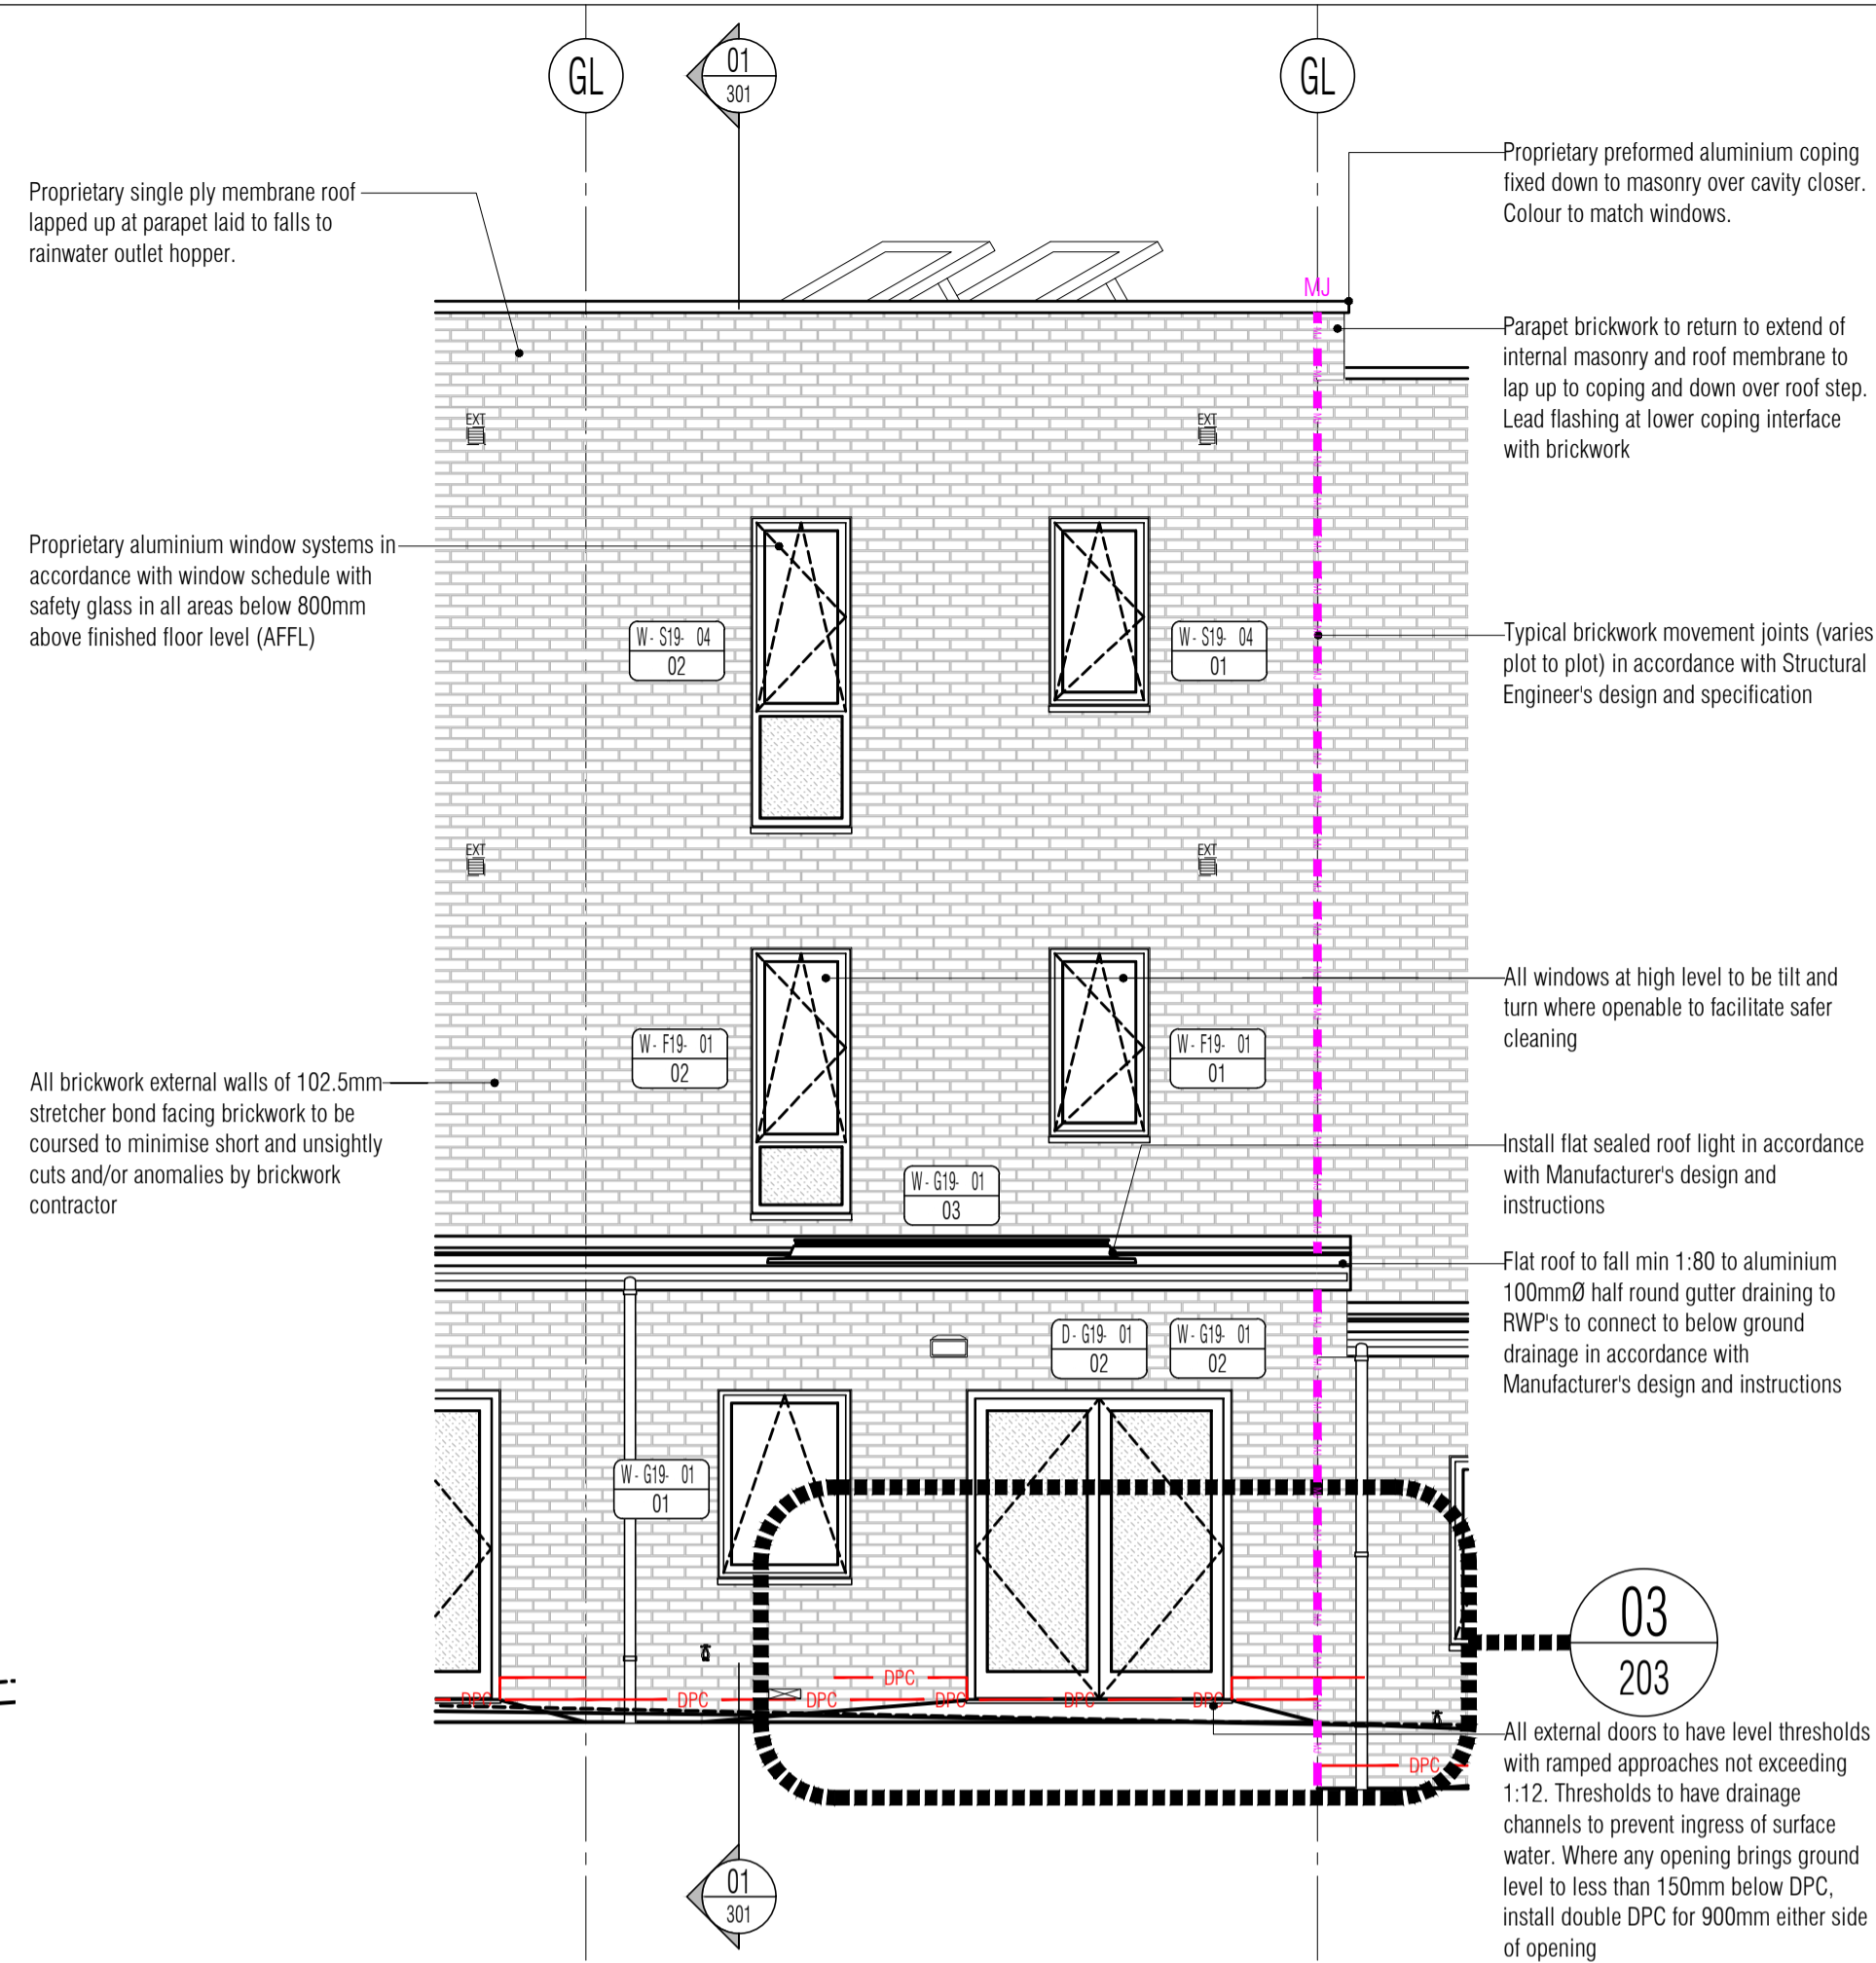 GL
01
301
GL
Proprietary preformed aluminium coping
fixed down to masonry over cavity closer.
Colour to match windows.
Proprietary single ply membrane roof
lapped up at parapet laid to falls to
rainwater outlet hopper.
MJ
Parapet brickwork to return to extend of
internal masonry and roof membrane to
lap up to coping and down over roof step.
Lead flashing at lower coping interface
with brickwork
EXT
EXT
Proprietary aluminium window systems in
accordance with window schedule with
safety glass in all areas below 800mm
above finished floor level (AFFL)
W- S19- 04
02
W- S19- 04
01
Typical brickwork movement joints (varies
plot to plot) in accordance with Structural
Engineer's design and specification
EXT
EXT
All windows at high level to be tilt and
turn where openable to facilitate safer
cleaning
W- F19- 01
02
W- F19- 01
01
All brickwork external walls of 102.5mm
stretcher bond facing brickwork to be
coursed to minimise short and unsightly
cuts and/or anomalies by brickwork
contractor
Install flat sealed roof light in accordance
with Manufacturer's design and
instructions
W- G19- 01
03
Flat roof to fall min 1:80 to aluminium
100mmØ half round gutter draining to
RWP's to connect to below ground
drainage in accordance with
Manufacturer's design and instructions
D- G19- 01
02
W- G19- 01
02
W- G19- 01
01
03
203
DPC
DPC
DPC
DPC
DPC
DPC
DPC
DPC
All external doors to have level thresholds
with ramped approaches not exceeding
1:12. Thresholds to have drainage
channels to prevent ingress of surface
water. Where any opening brings ground
level to less than 150mm below DPC,
install double DPC for 900mm either side
of opening
01
301